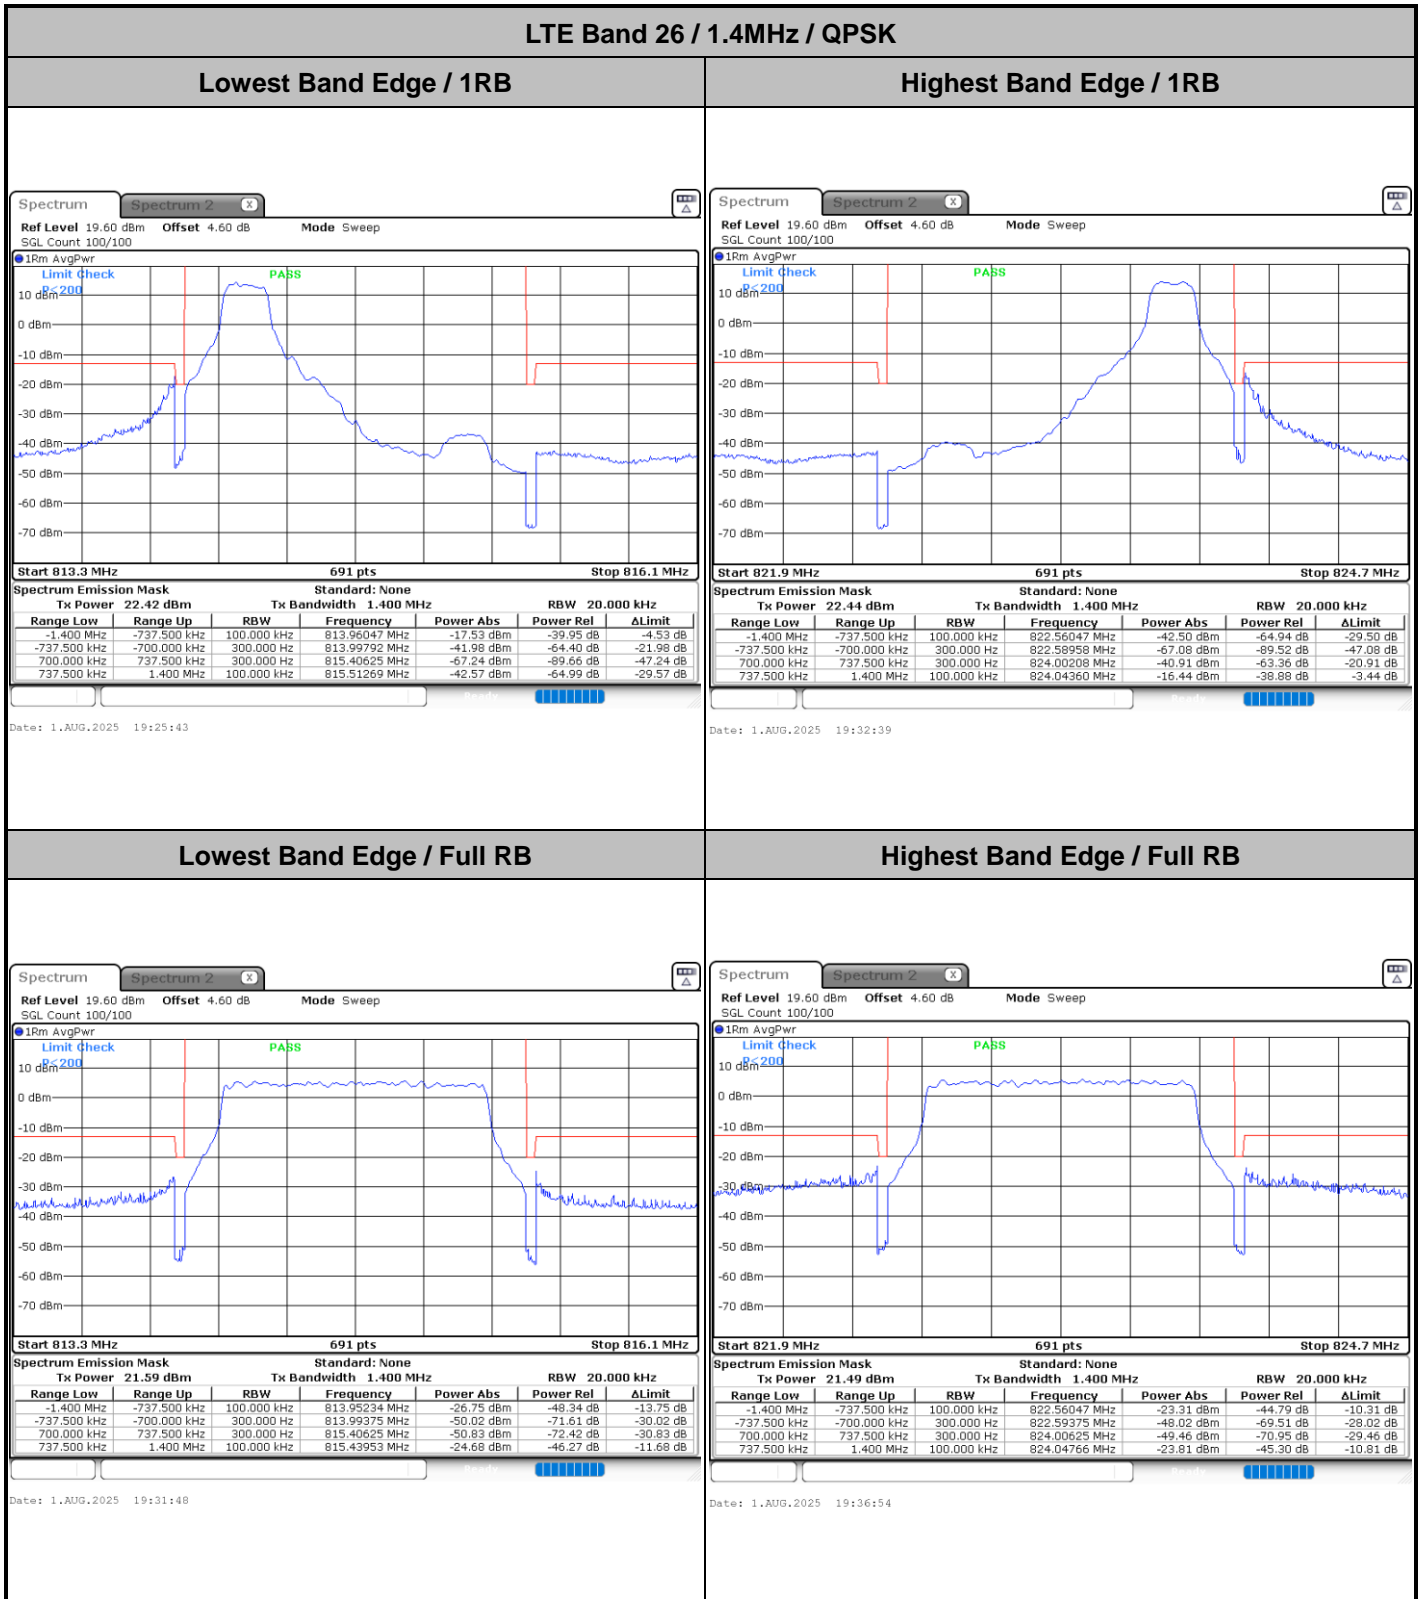 LTE Band 26 / 1.4MHz / QPSK
Lowest Band Edge / 1RB
Highest Band Edge / 1RB
Spectrum Spectrum 2 X
Ref Level 19.60 dBm Offset 4.60 dB Mode Sweep
SGL Count 100/100
1Rm AvgPwr
Limit Check PASS
P<200
10 dBm
0 dBm
-10 dBm
-20 dBm
-30 dBm
-40 dBm
-50 dBm
-60 dBm
-70 dBm
Start 813.3 MHz 691 pts Stop 816.1 MHz
Spectrum Emission Mask Standard: None
Tx Power 22.42 dBm Tx Bandwidth 1.400 MHz RBW 20.000 kHz
Range Low Range Up RBW Frequency Power Abs Power Rel ΔLimit
-1.400 MHz -737.500 kHz 100.000 kHz 813.96047 MHz -17.53 dBm -39.95 dB -4.53 dB
-737.500 kHz -700.000 kHz 300.000 Hz 813.99792 MHz -41.98 dBm -64.40 dB -21.98 dB
700.000 kHz 737.500 kHz 300.000 Hz 815.40625 MHz -67.24 dBm -89.66 dB -47.24 dB
737.500 kHz 1.400 MHz 100.000 kHz 815.51269 MHz -42.57 dBm -64.99 dB -29.57 dB
Ready
Date: 1.AUG.2025 19:25:43
Spectrum Spectrum 2 X
Ref Level 19.60 dBm Offset 4.60 dB Mode Sweep
SGL Count 100/100
1Rm AvgPwr
Limit Check PASS
P<200
10 dBm
0 dBm
-10 dBm
-20 dBm
-30 dBm
-40 dBm
-50 dBm
-60 dBm
-70 dBm
Start 821.9 MHz 691 pts Stop 824.7 MHz
Spectrum Emission Mask Standard: None
Tx Power 22.44 dBm Tx Bandwidth 1.400 MHz RBW 20.000 kHz
Range Low Range Up RBW Frequency Power Abs Power Rel ΔLimit
-1.400 MHz -737.500 kHz 100.000 kHz 822.56047 MHz -42.50 dBm -64.94 dB -29.50 dB
-737.500 kHz -700.000 kHz 300.000 Hz 822.58958 MHz -67.08 dBm -89.52 dB -47.08 dB
700.000 kHz 737.500 kHz 300.000 Hz 824.00208 MHz -40.91 dBm -63.36 dB -20.91 dB
737.500 kHz 1.400 MHz 100.000 kHz 824.04360 MHz -16.44 dBm -38.88 dB -3.44 dB
Ready
Date: 1.AUG.2025 19:32:39
Lowest Band Edge / Full RB
Highest Band Edge / Full RB
Spectrum Spectrum 2 X
Ref Level 19.60 dBm Offset 4.60 dB Mode Sweep
SGL Count 100/100
1Rm AvgPwr
Limit Check PASS
P<200
10 dBm
0 dBm
-10 dBm
-20 dBm
-30 dBm
-40 dBm
-50 dBm
-60 dBm
-70 dBm
Start 813.3 MHz 691 pts Stop 816.1 MHz
Spectrum Emission Mask Standard: None
Tx Power 21.59 dBm Tx Bandwidth 1.400 MHz RBW 20.000 kHz
Range Low Range Up RBW Frequency Power Abs Power Rel ΔLimit
-1.400 MHz -737.500 kHz 100.000 kHz 813.95234 MHz -26.75 dBm -48.34 dB -13.75 dB
-737.500 kHz -700.000 kHz 300.000 Hz 813.99375 MHz -50.02 dBm -71.61 dB -30.02 dB
700.000 kHz 737.500 kHz 300.000 Hz 815.40625 MHz -50.83 dBm -72.42 dB -30.83 dB
737.500 kHz 1.400 MHz 100.000 kHz 815.43953 MHz -24.68 dBm -46.27 dB -11.68 dB
Ready
Date: 1.AUG.2025 19:31:48
Spectrum Spectrum 2 X
Ref Level 19.60 dBm Offset 4.60 dB Mode Sweep
SGL Count 100/100
1Rm AvgPwr
Limit Check PASS
P<200
10 dBm
0 dBm
-10 dBm
-20 dBm
-30 dBm
-40 dBm
-50 dBm
-60 dBm
-70 dBm
Start 821.9 MHz 691 pts Stop 824.7 MHz
Spectrum Emission Mask Standard: None
Tx Power 21.49 dBm Tx Bandwidth 1.400 MHz RBW 20.000 kHz
Range Low Range Up RBW Frequency Power Abs Power Rel ΔLimit
-1.400 MHz -737.500 kHz 100.000 kHz 822.56047 MHz -23.31 dBm -44.79 dB -10.31 dB
-737.500 kHz -700.000 kHz 300.000 Hz 822.59375 MHz -48.02 dBm -69.51 dB -28.02 dB
700.000 kHz 737.500 kHz 300.000 Hz 824.00625 MHz -49.46 dBm -70.95 dB -29.46 dB
737.500 kHz 1.400 MHz 100.000 kHz 824.04766 MHz -23.81 dBm -45.30 dB -10.81 dB
Ready
Date: 1.AUG.2025 19:36:54